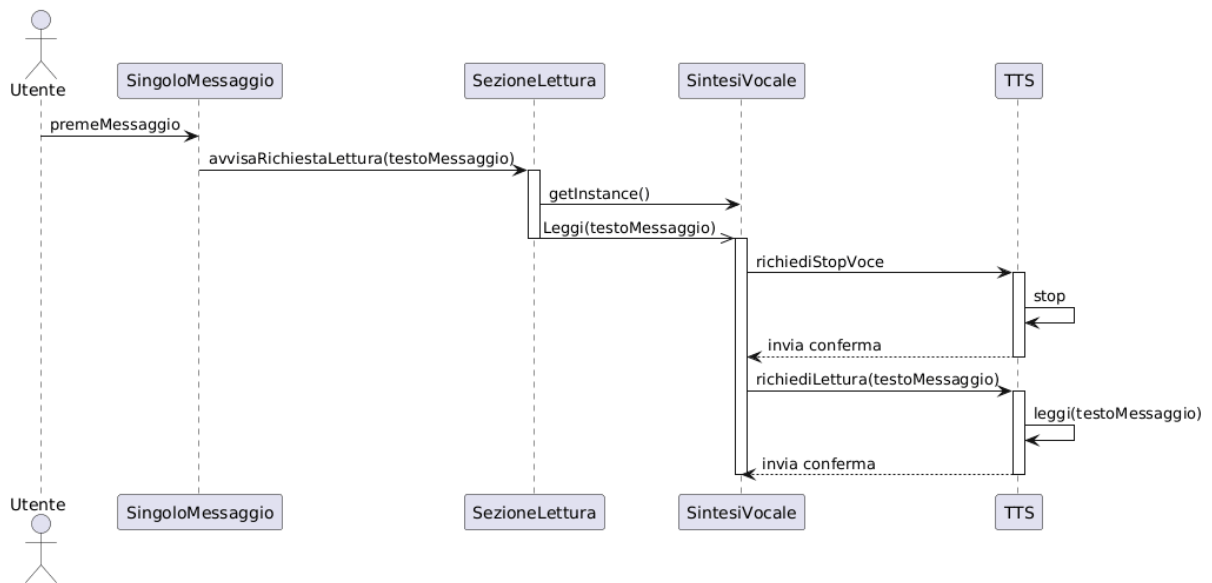 Utente
SingoloMessaggio
SezioneLettura
SintesiVocale
TTS
premeMessaggio
avvisaRichiestaLettura(testoMessaggio)
getInstance()
Leggi(testoMessaggio)
richiediStopVoce
stop
invia conferma
richiediLettura(testoMessaggio)
leggi(testoMessaggio)
invia conferma
Utente
SingoloMessaggio
SezioneLettura
SintesiVocale
TTS